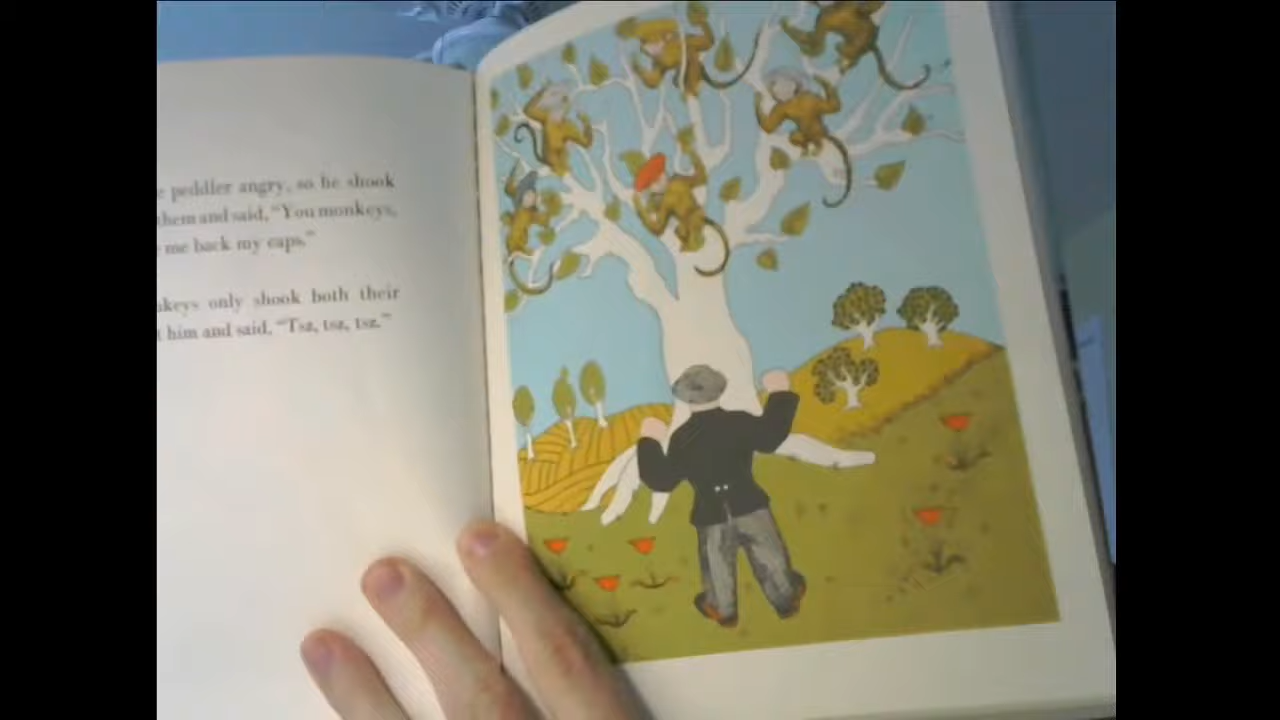 peddler angry, so he shook
them and said, "You monkeys,
me back my caps."
keys only shook both their
him and said, "Tsz, tsz, tsz."